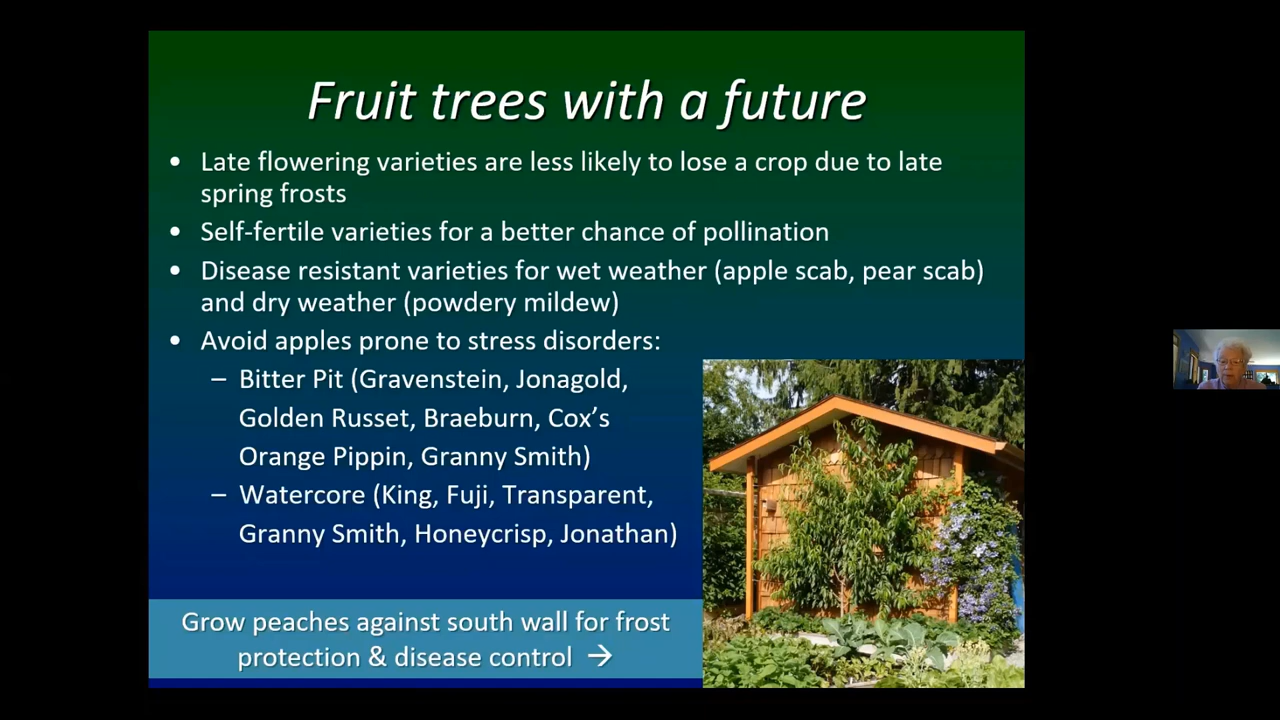 Fruit trees with a future
• Late flowering varieties are less likely to lose a crop due to late
spring frosts
• Self-fertile varieties for a better chance of pollination
• Disease resistant varieties for wet weather (apple scab, pear scab)
and dry weather (powdery mildew)
• Avoid apples prone to stress disorders:
– Bitter Pit (Gravenstein, Jonagold,
Golden Russet, Braeburn, Cox’s
Orange Pippin, Granny Smith)
– Watercore (King, Fuji, Transparent,
Granny Smith, Honeycrisp, Jonathan)
Grow peaches against south wall for frost
protection & disease control →